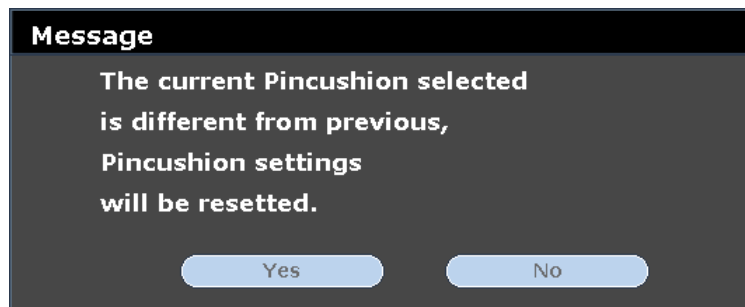 Message
The current Pincushion selected
is different from previous,
Pincushion settings
will be resetted.
Yes No